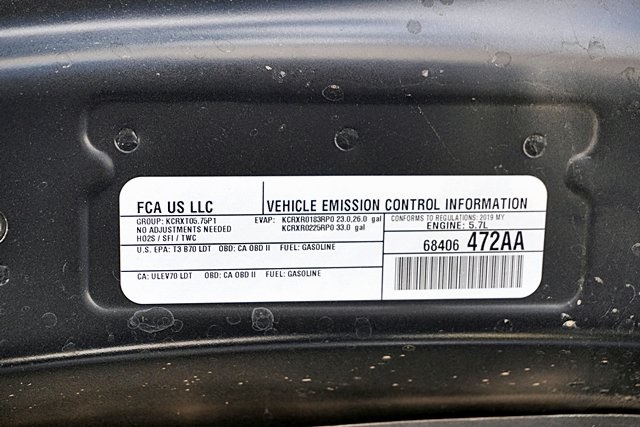 FCA US LLC
VEHICLE EMISSION CONTROL INFORMATION
GROUP: KCRXT05.75P1
NO ADJUSTMENTS NEEDED
HO2S / SFI / TWC
EVAP: KCRXR0183RP0 23.0,26.0 gal
KCRXR0225RP0 33.0 gal
CONFORMS TO REGULATIONS: 2019 MY
ENGINE: 5.7L
68406 472AA
U.S. EPA: T3 B70 LDT OBD: CA OBD II FUEL: GASOLINE
CA: ULEV70 LDT OBD: CA OBD II FUEL: GASOLINE